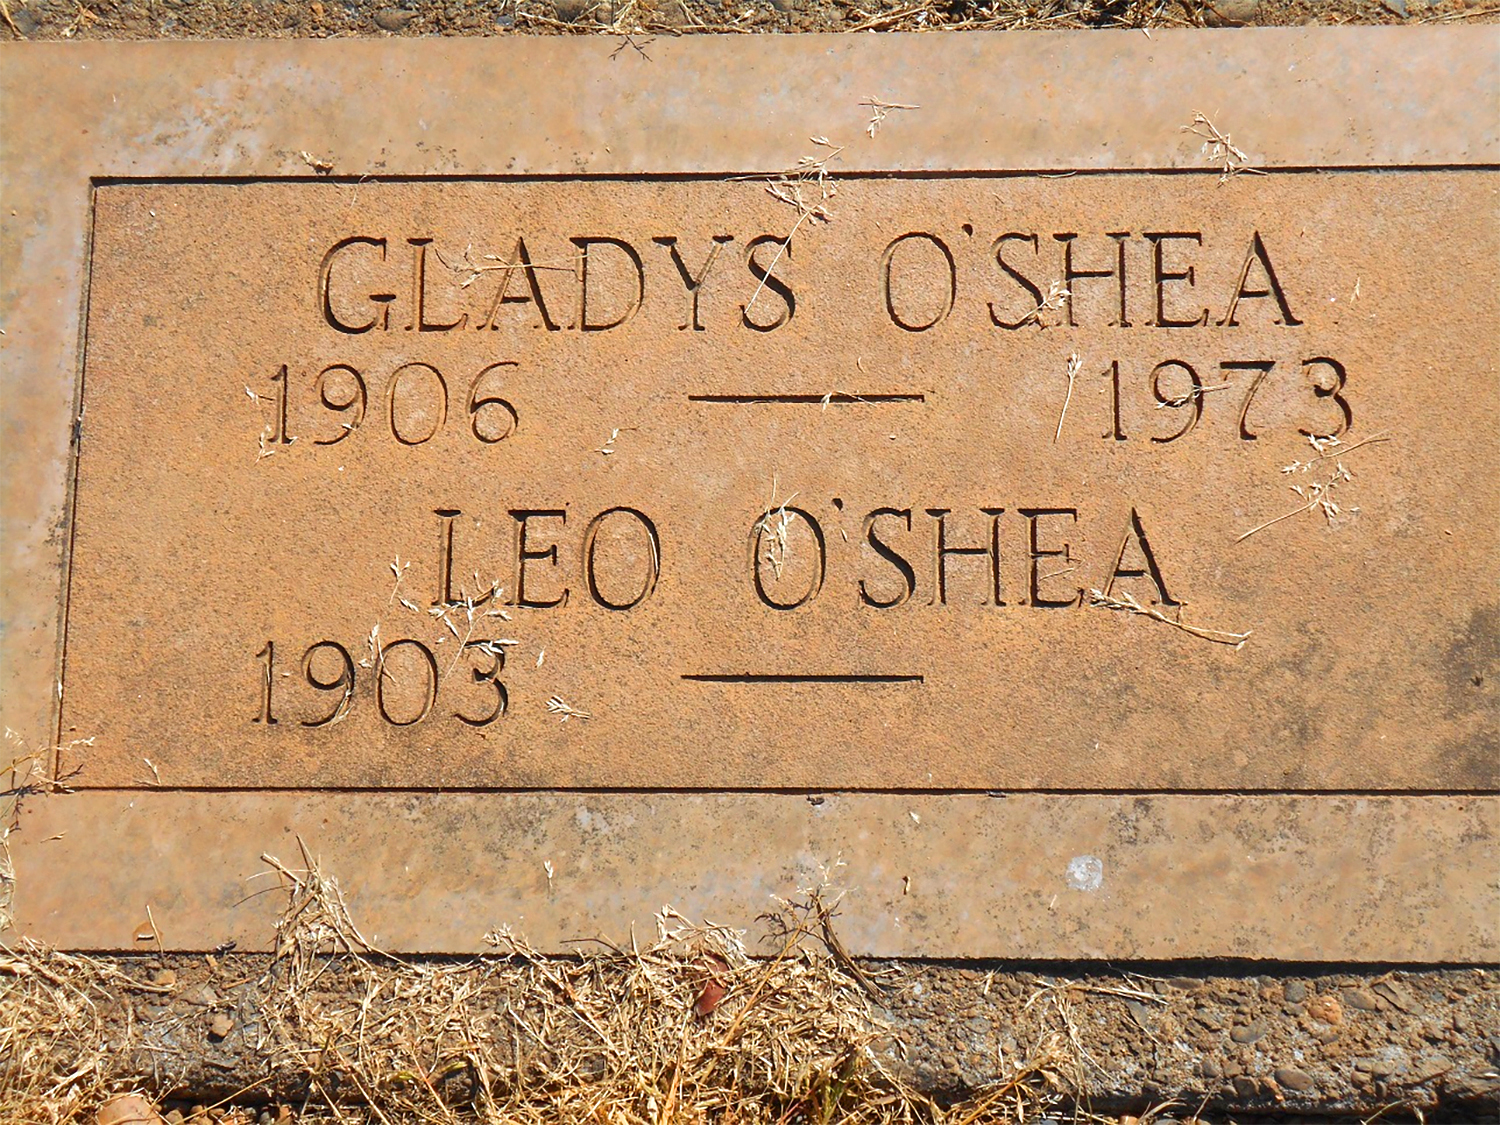 GLADYS O'SHEA
1906 — 1973
LEO O'SHEA
1903 —